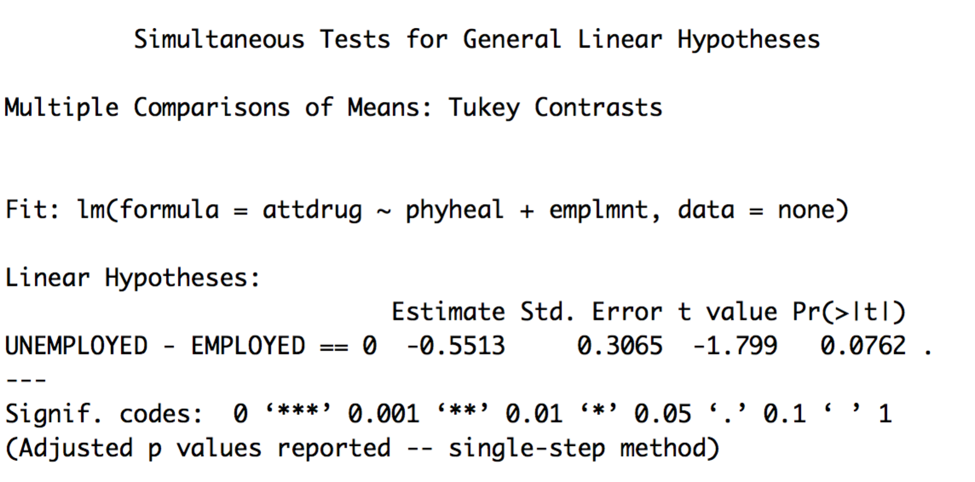 Simultaneous Tests for General Linear Hypotheses
Multiple Comparisons of Means: Tukey Contrasts
Fit: lm(formula = attdrug ~ phyheal + emplmnt, data = none)
Linear Hypotheses:
Estimate Std. Error t value Pr(>|t|)
UNEMPLOYED - EMPLOYED == 0 -0.5513 0.3065 -1.799 0.0762 .
---
Signif. codes: 0 ‘***’ 0.001 ‘**’ 0.01 ‘*’ 0.05 ‘.’ 0.1 ‘ ’ 1
(Adjusted p values reported -- single-step method)